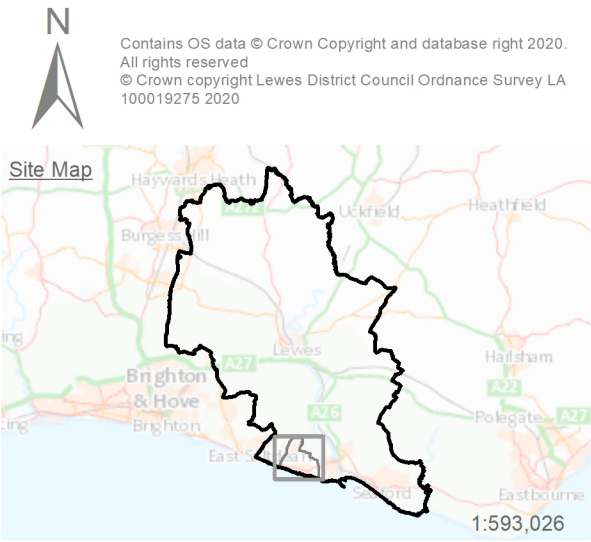 N
Contains OS data © Crown Copyright and database right 2020.
All rights reserved
© Crown copyright Lewes District Council Ordnance Survey LA
100019275 2020
Site Map
Haywards Heath
Uckfield
Heathfield
Burgess Hill
Lewes
A27
Hailsham
Brighton
& Hove
A22
A26
Polegate
A27
Brighton
East Saltdean
Seaford
Eastbourne
1:593,026